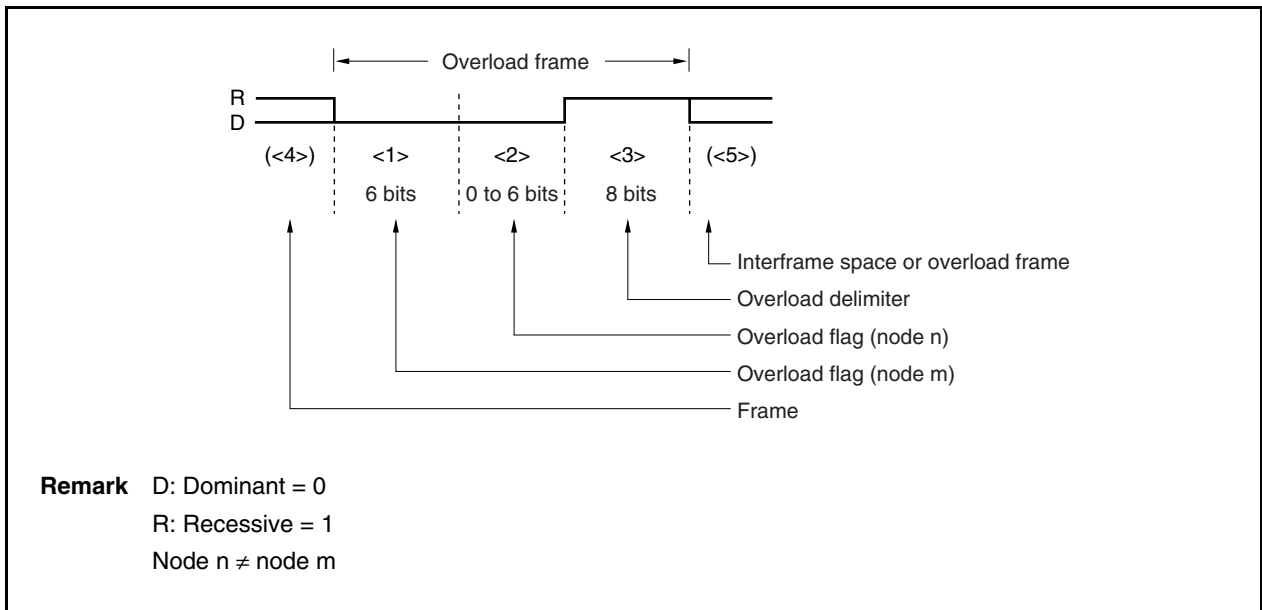 Overload frame
R
D
(<4>) <1> <2> <3> (<5>)
6 bits 0 to 6 bits 8 bits
Interframe space or overload frame
Overload delimiter
Overload flag (node n)
Overload flag (node m)
Frame
Remark D: Dominant = 0
R: Recessive = 1
Node n ≠ node m